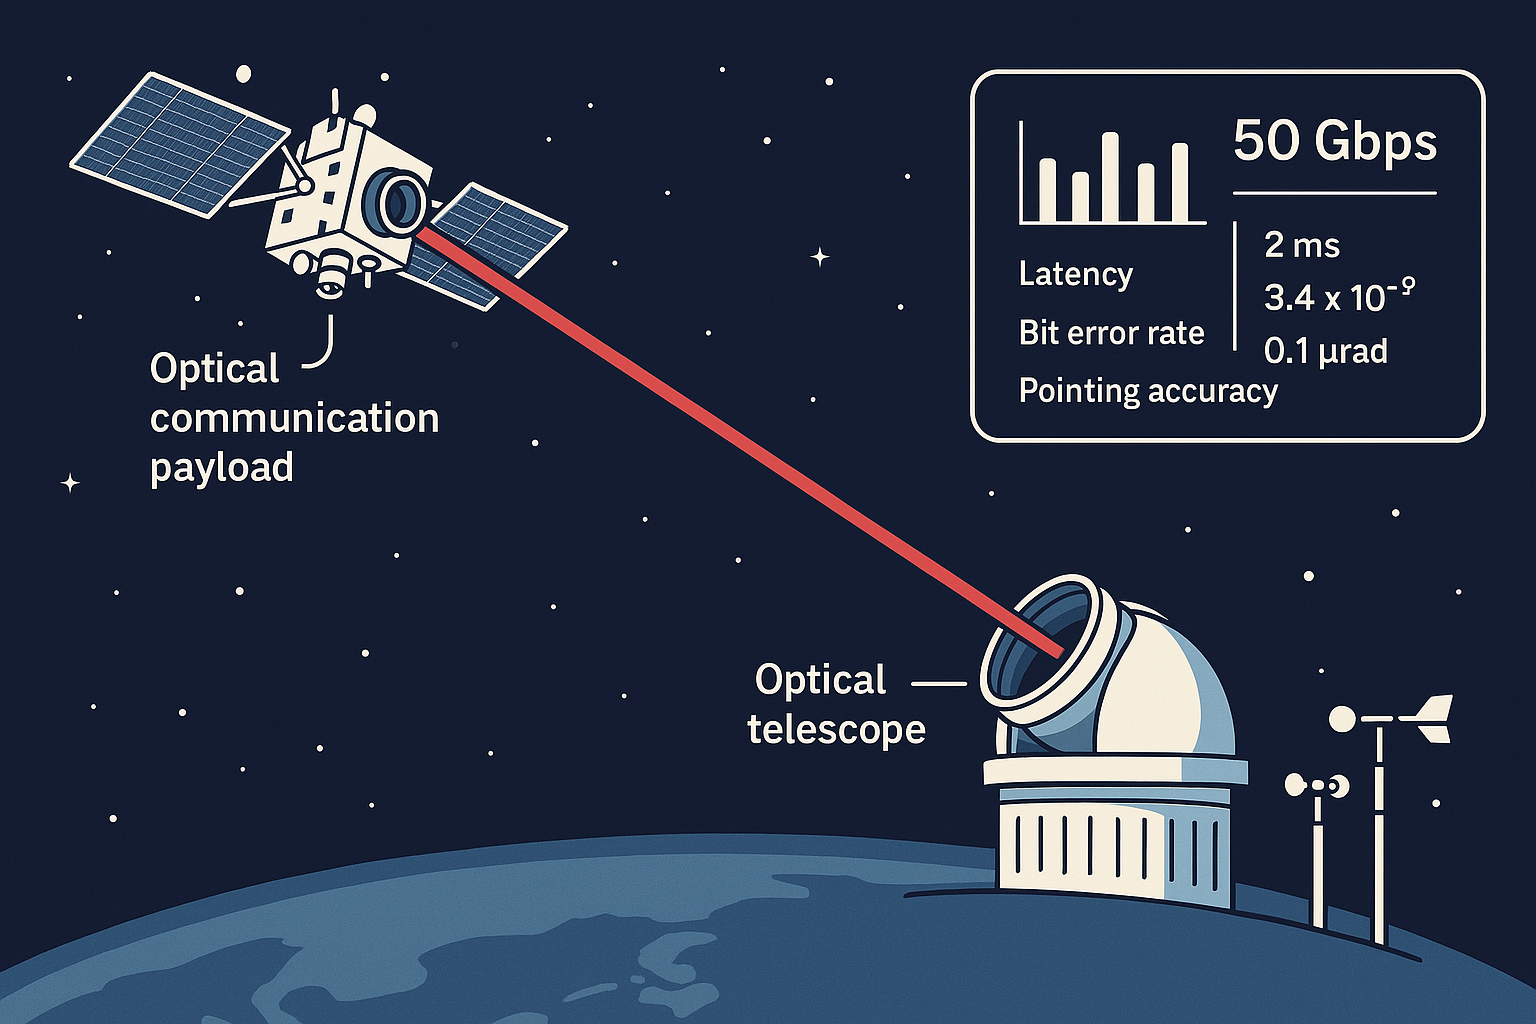 50 Gbps
Latency
Bit error rate
Pointing accuracy
2 ms
3.4 x 10
0.1 µrad
Optical
communication
payload
Optical
telescope